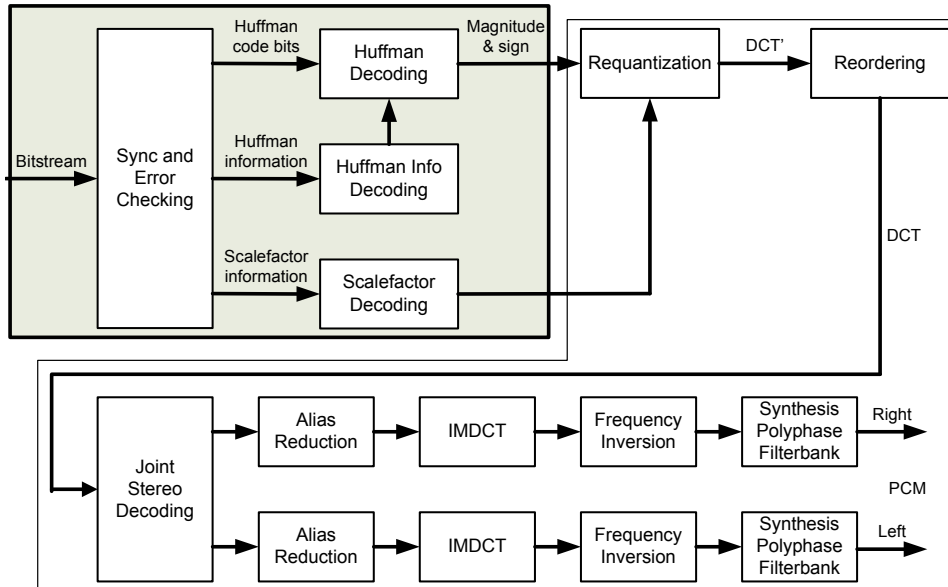 Huffman
code bits
Magnitude
& sign
DCT'
Huffman
Decoding
Requantization
Reordering
Bitstream
Sync and
Error
Checking
Huffman
information
Huffman Info
Decoding
DCT
Scalefactor
information
Scalefactor
Decoding
Joint
Stereo
Decoding
Alias
Reduction
IMDCT
Frequency
Inversion
Synthesis
Polyphase
Filterbank
Right
PCM
Alias
Reduction
IMDCT
Frequency
Inversion
Synthesis
Polyphase
Filterbank
Left